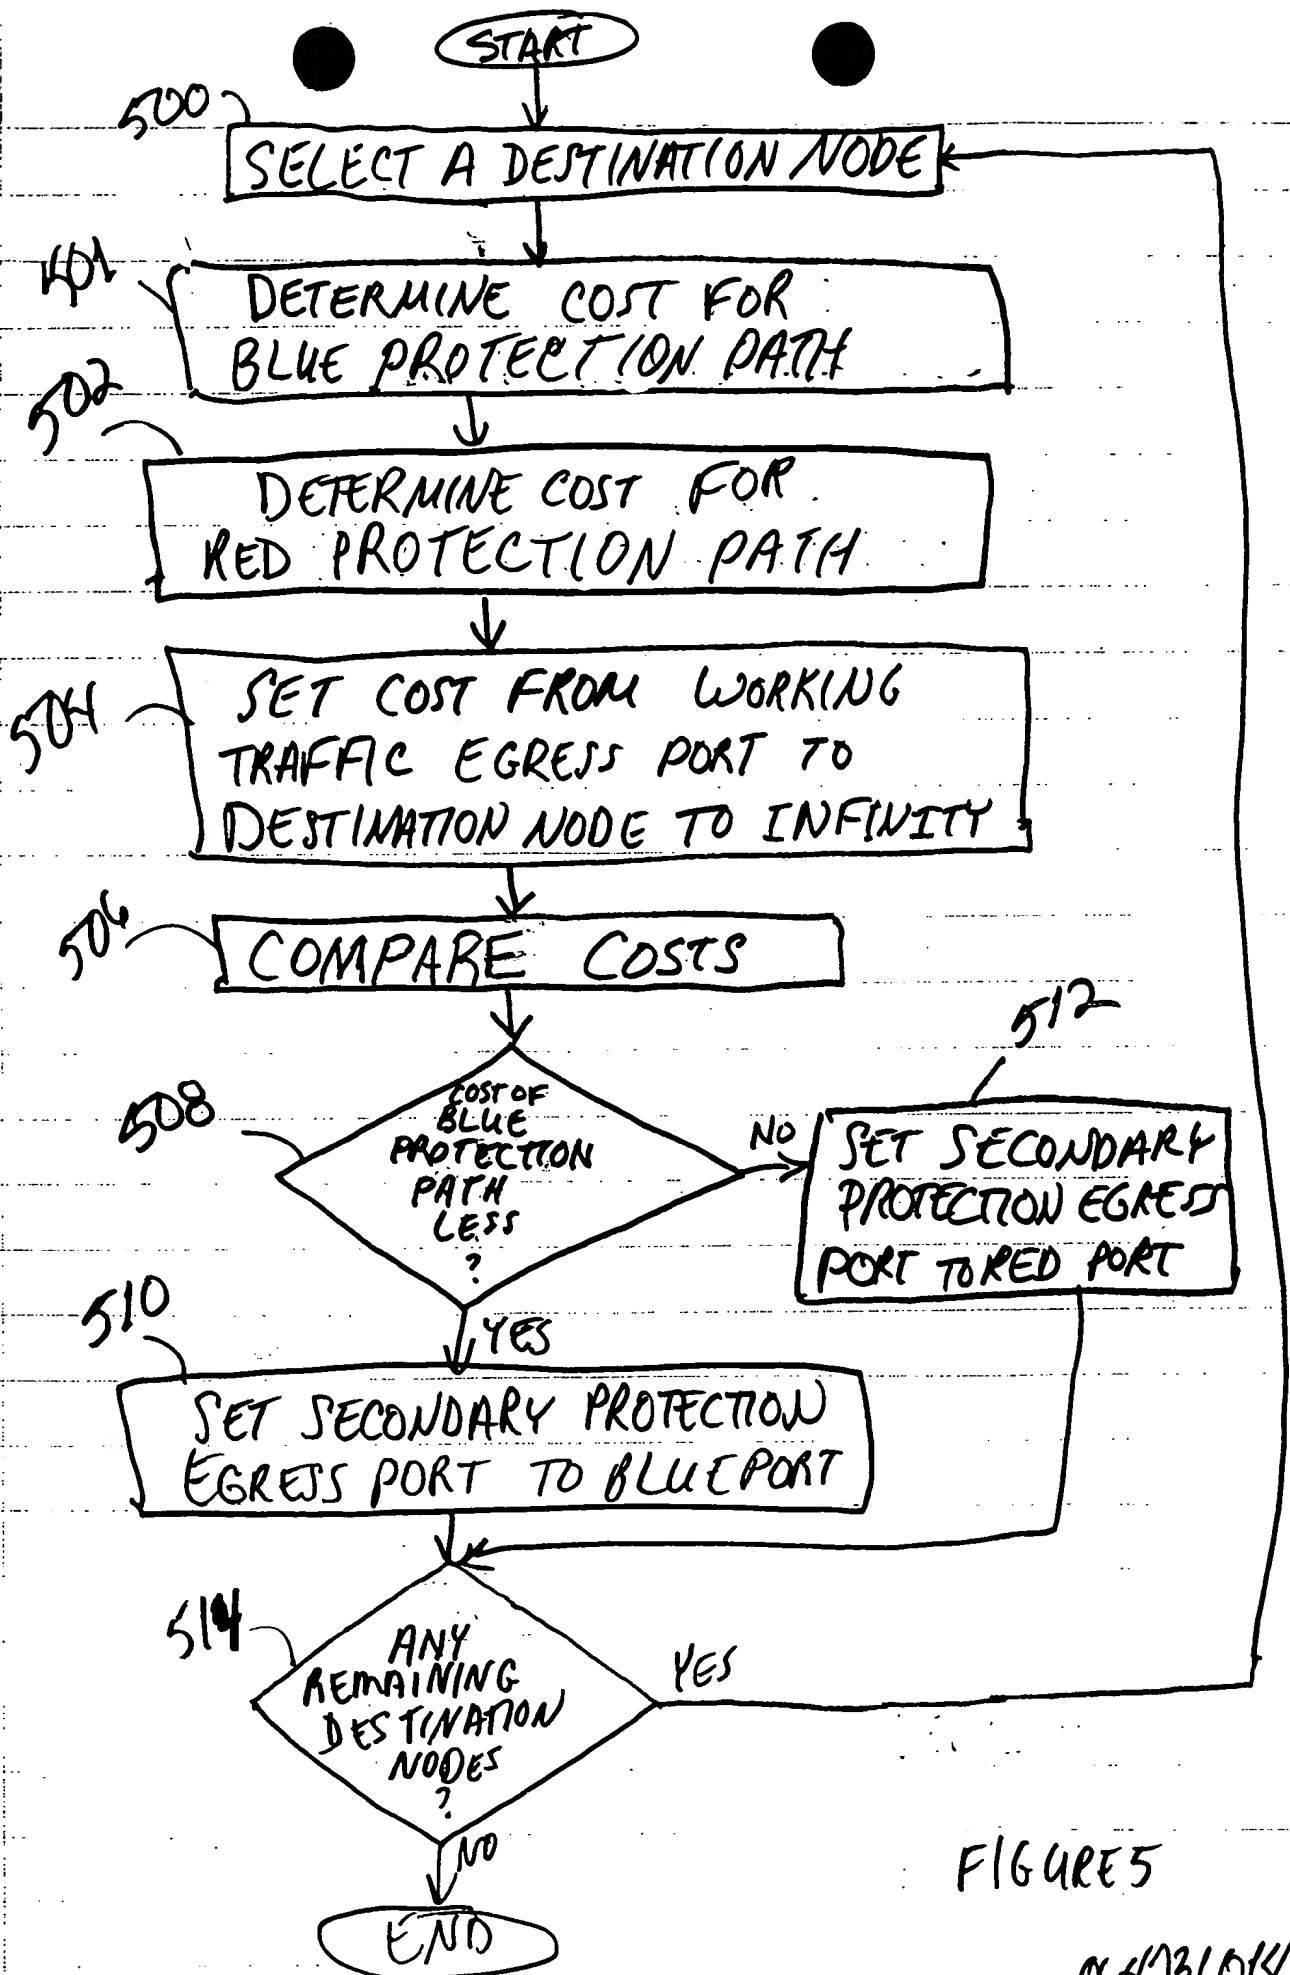 START
500
SELECT A DESTINATION NODE
401
DETERMINE COST FOR
BLUE PROTECTION PATH
502
DETERMINE COST FOR
RED PROTECTION PATH
504
SET COST FROM WORKING
TRAFFIC EGRESS PORT TO
DESTINATION NODE TO INFINITY
506
COMPARE COSTS
508
COST OF
BLUE
PROTECTION
PATH
LESS
?
NO
512
SET SECONDARY
PROTECTION EGRESS
PORT TO RED PORT
YES
510
SET SECONDARY PROTECTION
EGRESS PORT TO BLUE PORT
514
ANY
REMAINING
DESTINATION
NODES
?
YES
NO
END
FIGURE 5